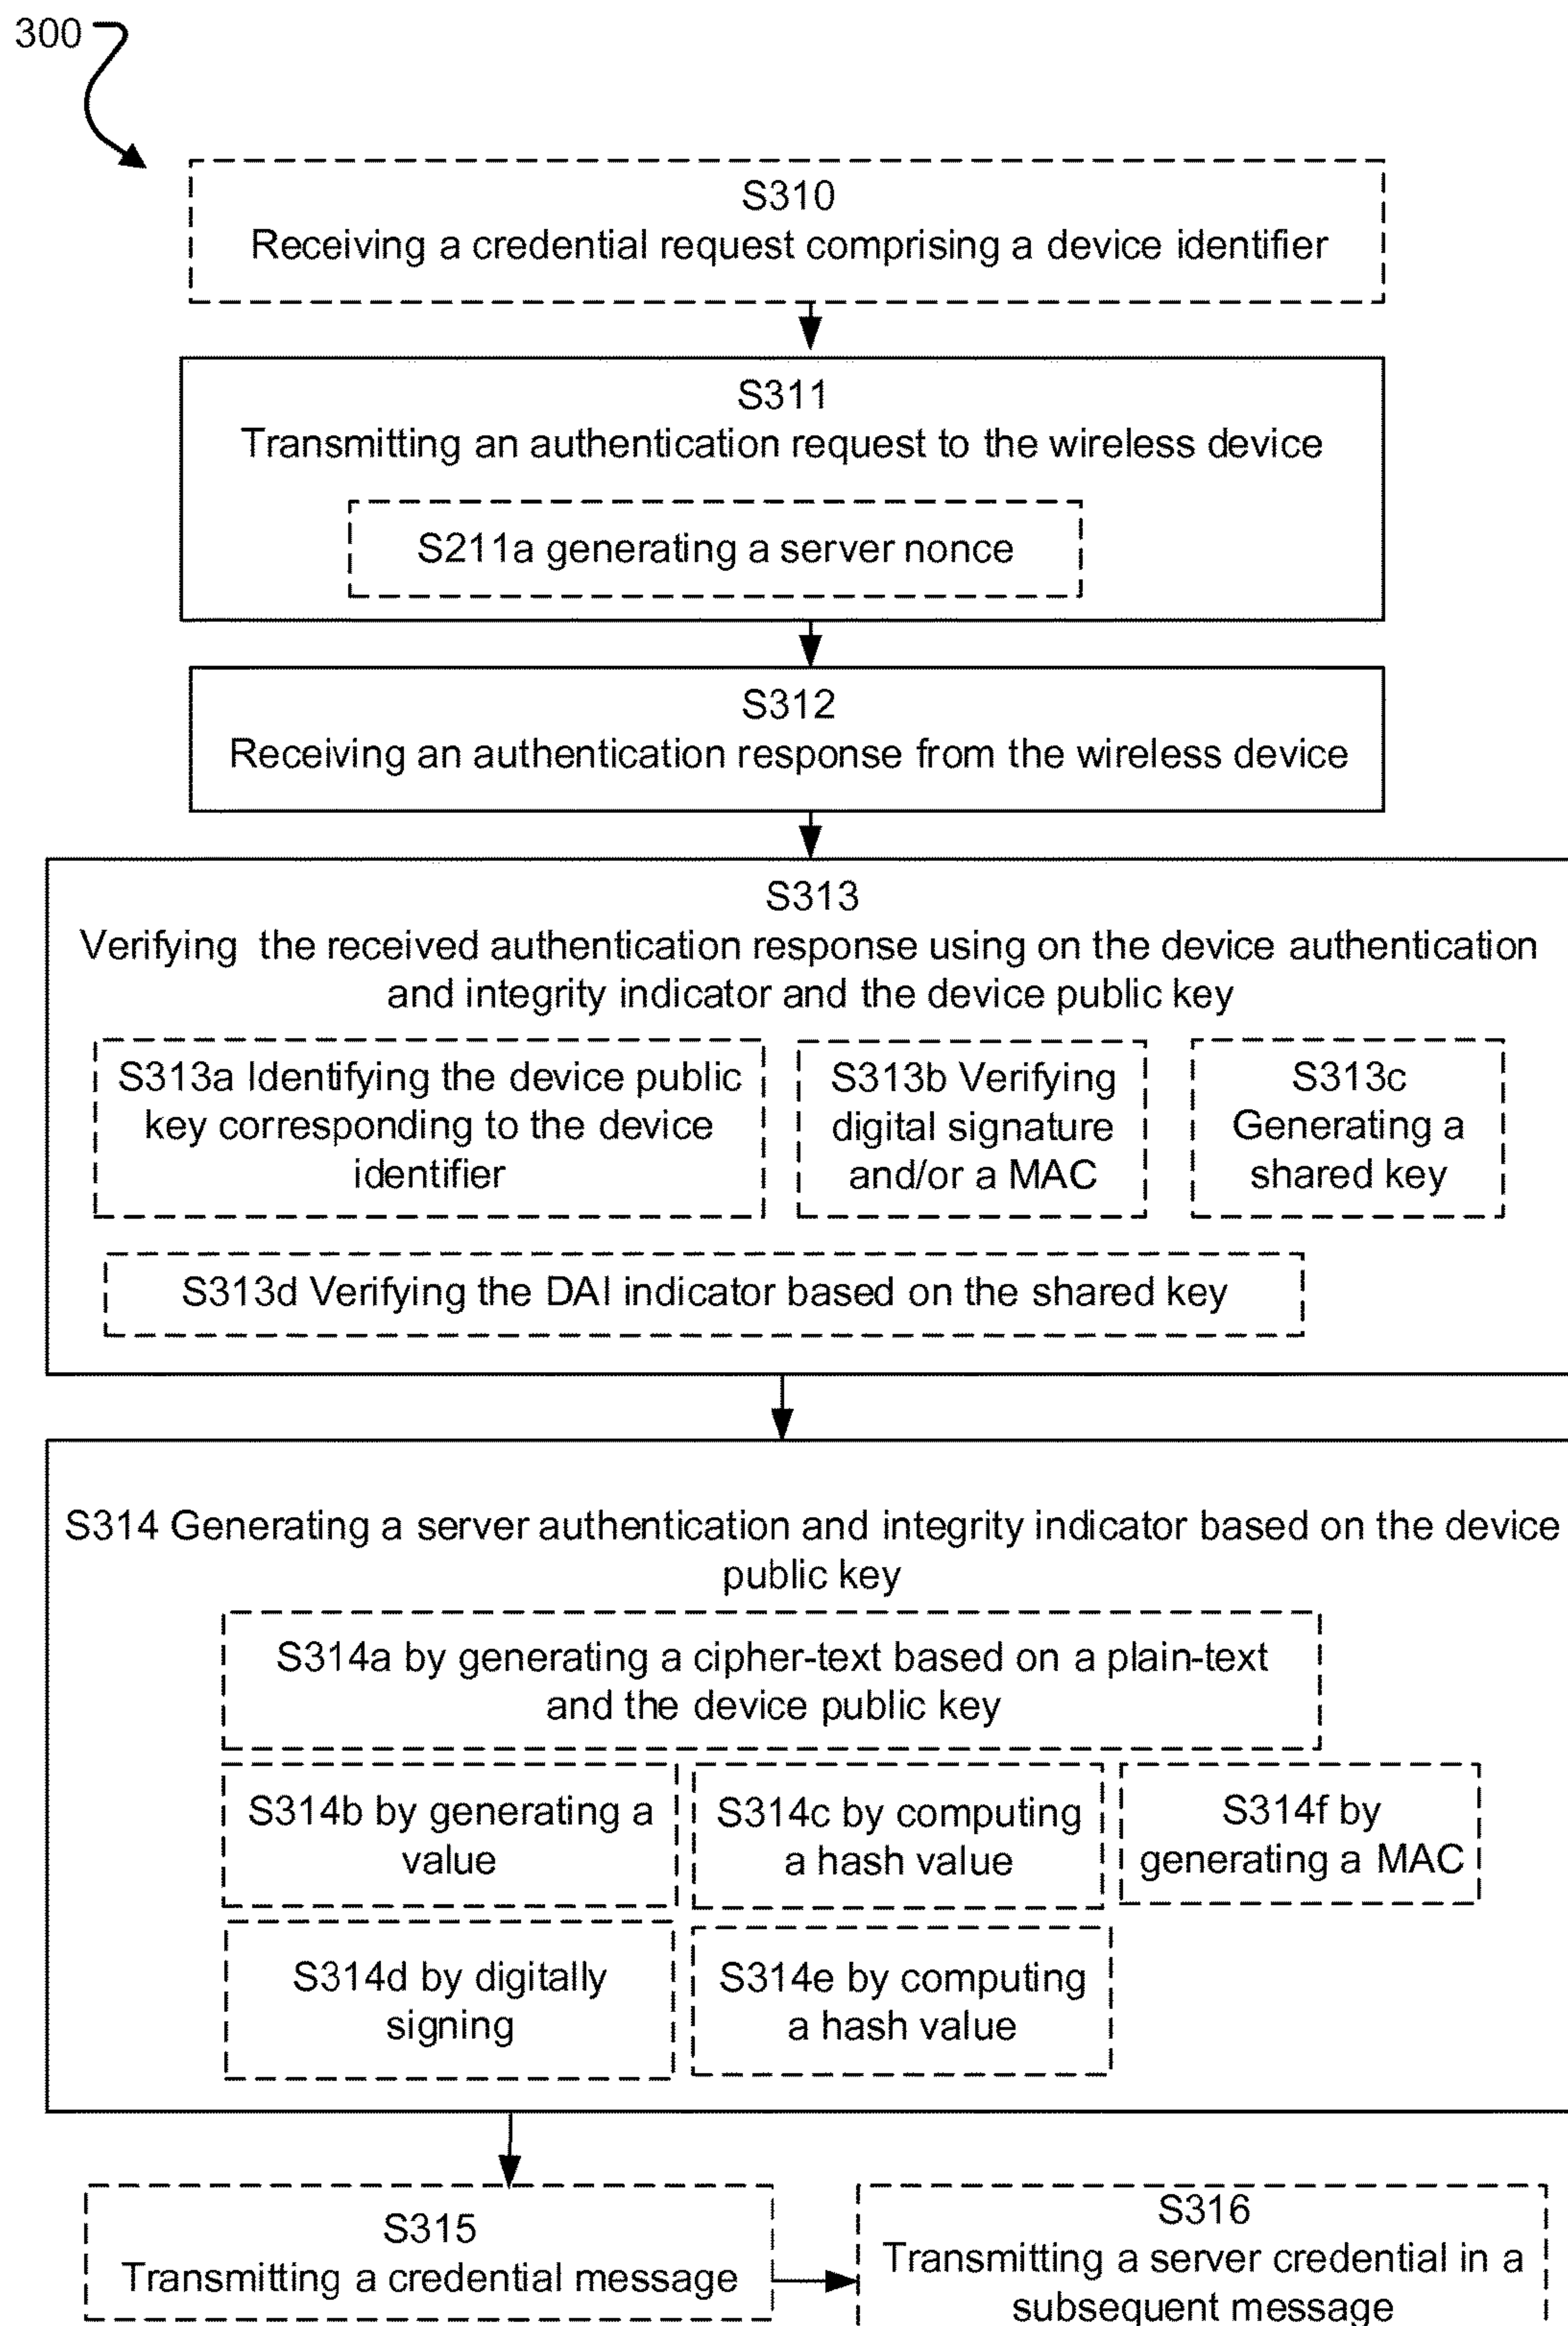 300
S310
Receiving a credential request comprising a device identifier
S311
Transmitting an authentication request to the wireless device
S211a generating a server nonce
S312
Receiving an authentication response from the wireless device
S313
Verifying the received authentication response using on the device authentication
and integrity indicator and the device public key
S313a Identifying the device public
key corresponding to the device
identifier
S313b Verifying
digital signature
and/or a MAC
S313c
Generating a
shared key
S313d Verifying the DAI indicator based on the shared key
S314 Generating a server authentication and integrity indicator based on the device
public key
S314a by generating a cipher-text based on a plain-text
and the device public key
S314b by generating a
value
S314c by computing
a hash value
S314f by
generating a MAC
S314d by digitally
signing
S314e by computing
a hash value
S315
Transmitting a credential message
S316
Transmitting a server credential in a
subsequent message